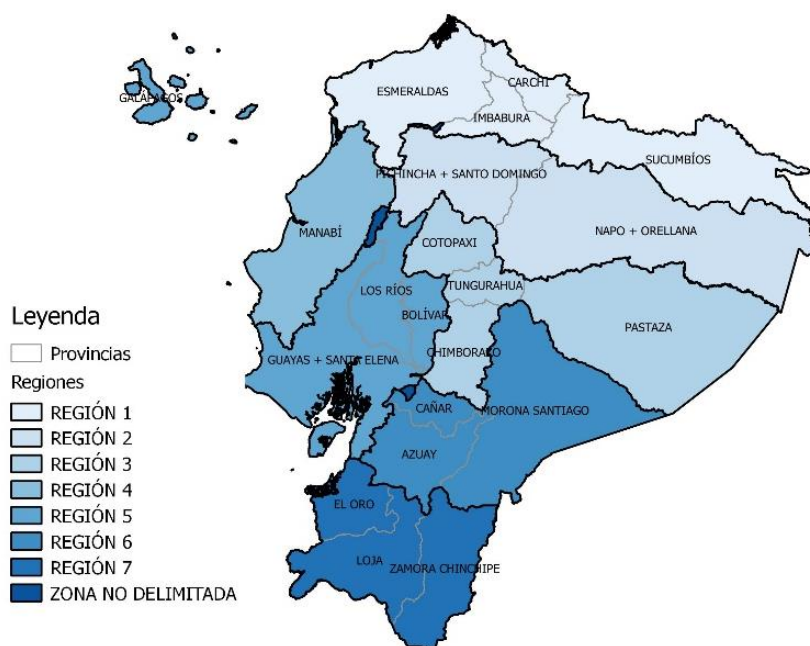 ESMERALDAS
CARCHI
IMBABURA
GALÁPAGOS
SUCUMBÍOS
PICHINCHA + SANTO DOMINGO
NAPO + ORELLANA
MANABÍ
COTOPAXI
TUNGURAHUA
LOS RÍOS
BOLÍVAR
PASTAZA
CHIMBORAZO
GUAYAS + SANTA ELENA
CAÑAR
MORONA SANTIAGO
AZUAY
EL ORO
LOJA
ZAMORA CHINCHIPE
Leyenda
Provincias
Regiones
REGIÓN 1
REGIÓN 2
REGIÓN 3
REGIÓN 4
REGIÓN 5
REGIÓN 6
REGIÓN 7
ZONA NO DELIMITADA